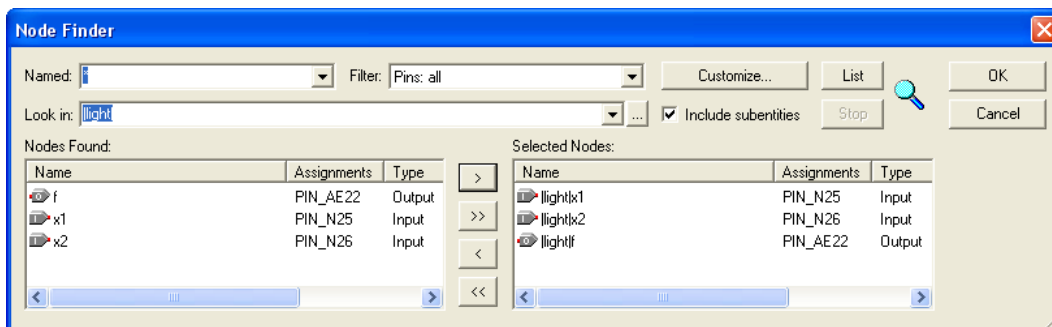 Node Finder
Named: * Filter: Pins: all Customize... List OK
Look in: |light| ... Include subentities Stop Cancel
Nodes Found: Selected Nodes:
Name Assignments Type > Name Assignments Type
f PIN_AE22 Output |light|x1 PIN_N25 Input
x1 PIN_N25 Input >> |light|x2 PIN_N26 Input
x2 PIN_N26 Input |light|f PIN_AE22 Output
<
<<